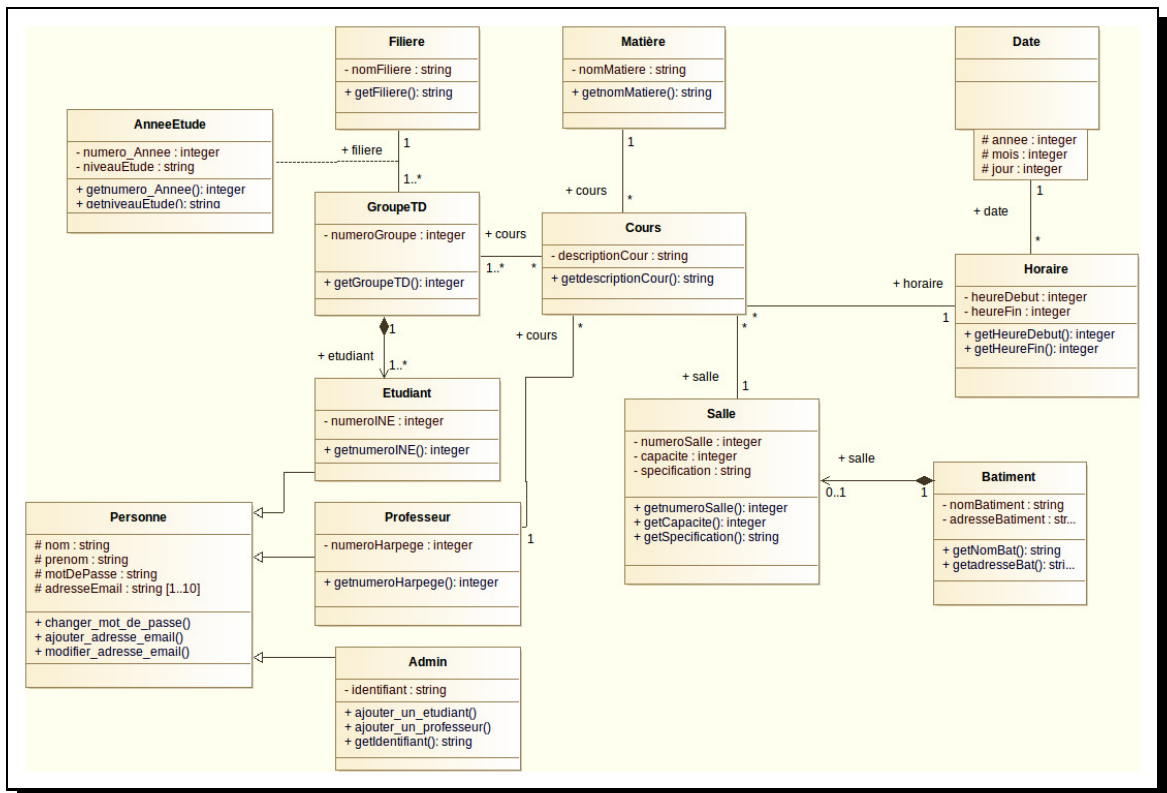 Filiere
- nomFiliere : string
+ getFiliere(): string
Matière
- nomMatiere : string
+ getnomMatiere(): string
Date
# annee : integer
# mois : integer
# jour : integer
AnneeEtude
- numero_Annee : integer
- niveauEtude : string
+ getnumero_Annee(): integer
+ getniveauEtude(): string
1
+ filiere
1..*
1
+ cours
*
1
+ date
*
GroupeTD
- numeroGroupe : integer
+ getGroupeTD(): integer
+ cours
1..*
*
Cours
- descriptionCour : string
+ getdescriptionCour(): string
Horaire
- heureDebut : integer
- heureFin : integer
+ getHeureDebut(): integer
+ getHeureFin(): integer
+ horaire
*
1
1
+ etudiant
1..*
+ cours
*
1
*
+ salle
1
Etudiant
- numeroINE : integer
+ getnumeroINE(): integer
Salle
- numeroSalle : integer
- capacite : integer
- specification : string
+ getnumeroSalle(): integer
+ getCapacite(): integer
+ getSpecification(): string
+ salle
0..1
1
Batiment
- nomBatiment : string
- adresseBatiment : str...
+ getNomBat(): string
+ getadresseBat(): stri...
Personne
# nom : string
# prenom : string
# motDePasse : string
# adresseEmail : string [1..10]
+ changer_mot_de_passe()
+ ajouter_adresse_email()
+ modifier_adresse_email()
Professeur
- numeroHarpege : integer
+ getnumeroHarpege(): integer
Admin
- identifiant : string
+ ajouter_un_etudiant()
+ ajouter_un_professeur()
+ getIdentifiant(): string